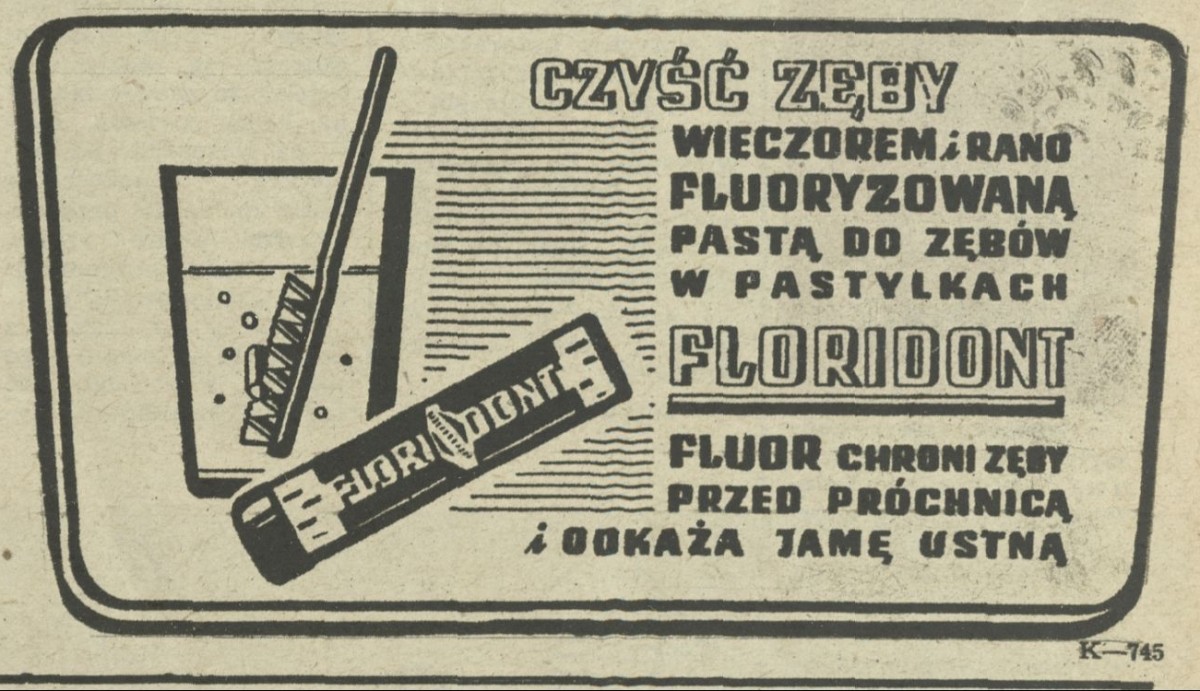 CZYŚĆ ZĘBY
WIECZOREM i RANO
FLUORYZOWANĄ
PASTĄ DO ZĘBÓW
W PASTYLKACH
FLORIDONT
FLORIDONT
FLUOR CHRONI ZĘBY
PRZED PRÓCHNICĄ
i ODKAŻA JAMĘ USTNĄ
K—745